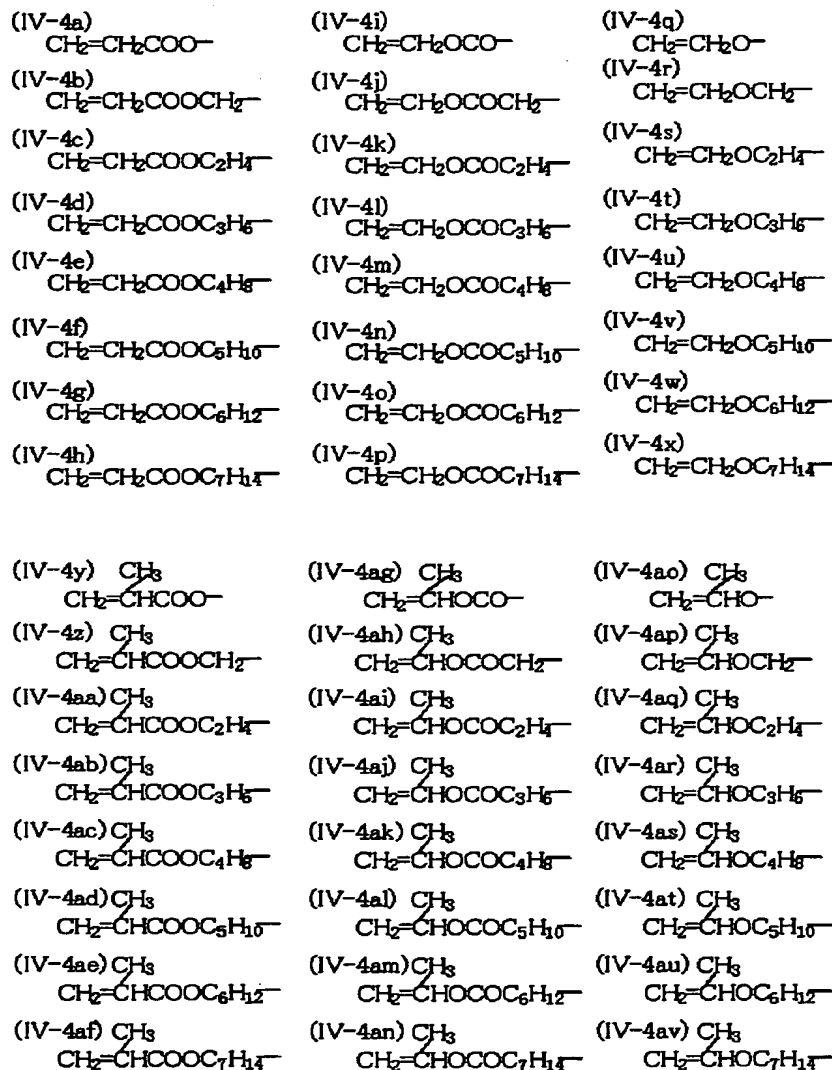 (IV-4a) (IV-4i) (IV-4q)
CH₂=CH₂COO– CH₂=CH₂OCO– CH₂=CH₂O–
(IV-4b) (IV-4j) (IV-4r)
CH₂=CH₂COOCH₂– CH₂=CH₂OCOCH₂– CH₂=CH₂OCH₂–
(IV-4c) (IV-4k) (IV-4s)
CH₂=CH₂COOC₂H₄– CH₂=CH₂OCOC₂H₄– CH₂=CH₂OC₂H₄–
(IV-4d) (IV-4l) (IV-4t)
CH₂=CH₂COOC₃H₆– CH₂=CH₂OCOC₃H₆– CH₂=CH₂OC₃H₆–
(IV-4e) (IV-4m) (IV-4u)
CH₂=CH₂COOC₄H₈– CH₂=CH₂OCOC₄H₈– CH₂=CH₂OC₄H₈–
(IV-4f) (IV-4n) (IV-4v)
CH₂=CH₂COOC₅H₁₀– CH₂=CH₂OCOC₅H₁₀– CH₂=CH₂OC₅H₁₀–
(IV-4g) (IV-4o) (IV-4w)
CH₂=CH₂COOC₆H₁₂– CH₂=CH₂OCOC₆H₁₂– CH₂=CH₂OC₆H₁₂–
(IV-4h) (IV-4p) (IV-4x)
CH₂=CH₂COOC₇H₁₄– CH₂=CH₂OCOC₇H₁₄– CH₂=CH₂OC₇H₁₄–
(IV-4y) CH₃ (IV-4ag) CH₃ (IV-4ao) CH₃
CH₂=CHCOO– CH₂=CHOCO– CH₂=CHO–
(IV-4z) CH₃ (IV-4ah) CH₃ (IV-4ap) CH₃
CH₂=CHCOOCH₂– CH₂=CHOCOCH₂– CH₂=CHOCH₂–
(IV-4aa) CH₃ (IV-4ai) CH₃ (IV-4aq) CH₃
CH₂=CHCOOC₂H₄– CH₂=CHOCOC₂H₄– CH₂=CHOC₂H₄–
(IV-4ab) CH₃ (IV-4aj) CH₃ (IV-4ar) CH₃
CH₂=CHCOOC₃H₆– CH₂=CHOCOC₃H₆– CH₂=CHOC₃H₆–
(IV-4ac) CH₃ (IV-4ak) CH₃ (IV-4as) CH₃
CH₂=CHCOOC₄H₈– CH₂=CHOCOC₄H₈– CH₂=CHOC₄H₈–
(IV-4ad) CH₃ (IV-4al) CH₃ (IV-4at) CH₃
CH₂=CHCOOC₅H₁₀– CH₂=CHOCOC₅H₁₀– CH₂=CHOC₅H₁₀–
(IV-4ae) CH₃ (IV-4am) CH₃ (IV-4au) CH₃
CH₂=CHCOOC₆H₁₂– CH₂=CHOCOC₆H₁₂– CH₂=CHOC₆H₁₂–
(IV-4af) CH₃ (IV-4an) CH₃ (IV-4av) CH₃
CH₂=CHCOOC₇H₁₄– CH₂=CHOCOC₇H₁₄– CH₂=CHOC₇H₁₄–